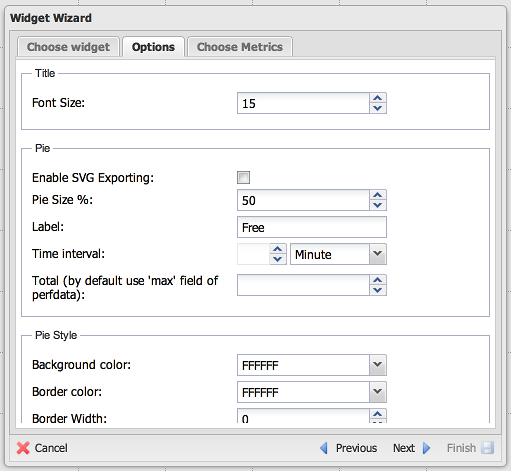 Widget Wizard
Choose widget Options Choose Metrics
Title
Font Size: 15
Pie
Enable SVG Exporting:
Pie Size %: 50
Label: Free
Time interval: Minute
Total (by default use 'max' field of
perfdata):
Pie Style
Background color: FFFFFF
Border color: FFFFFF
Border Width: 0
Cancel Previous Next Finish